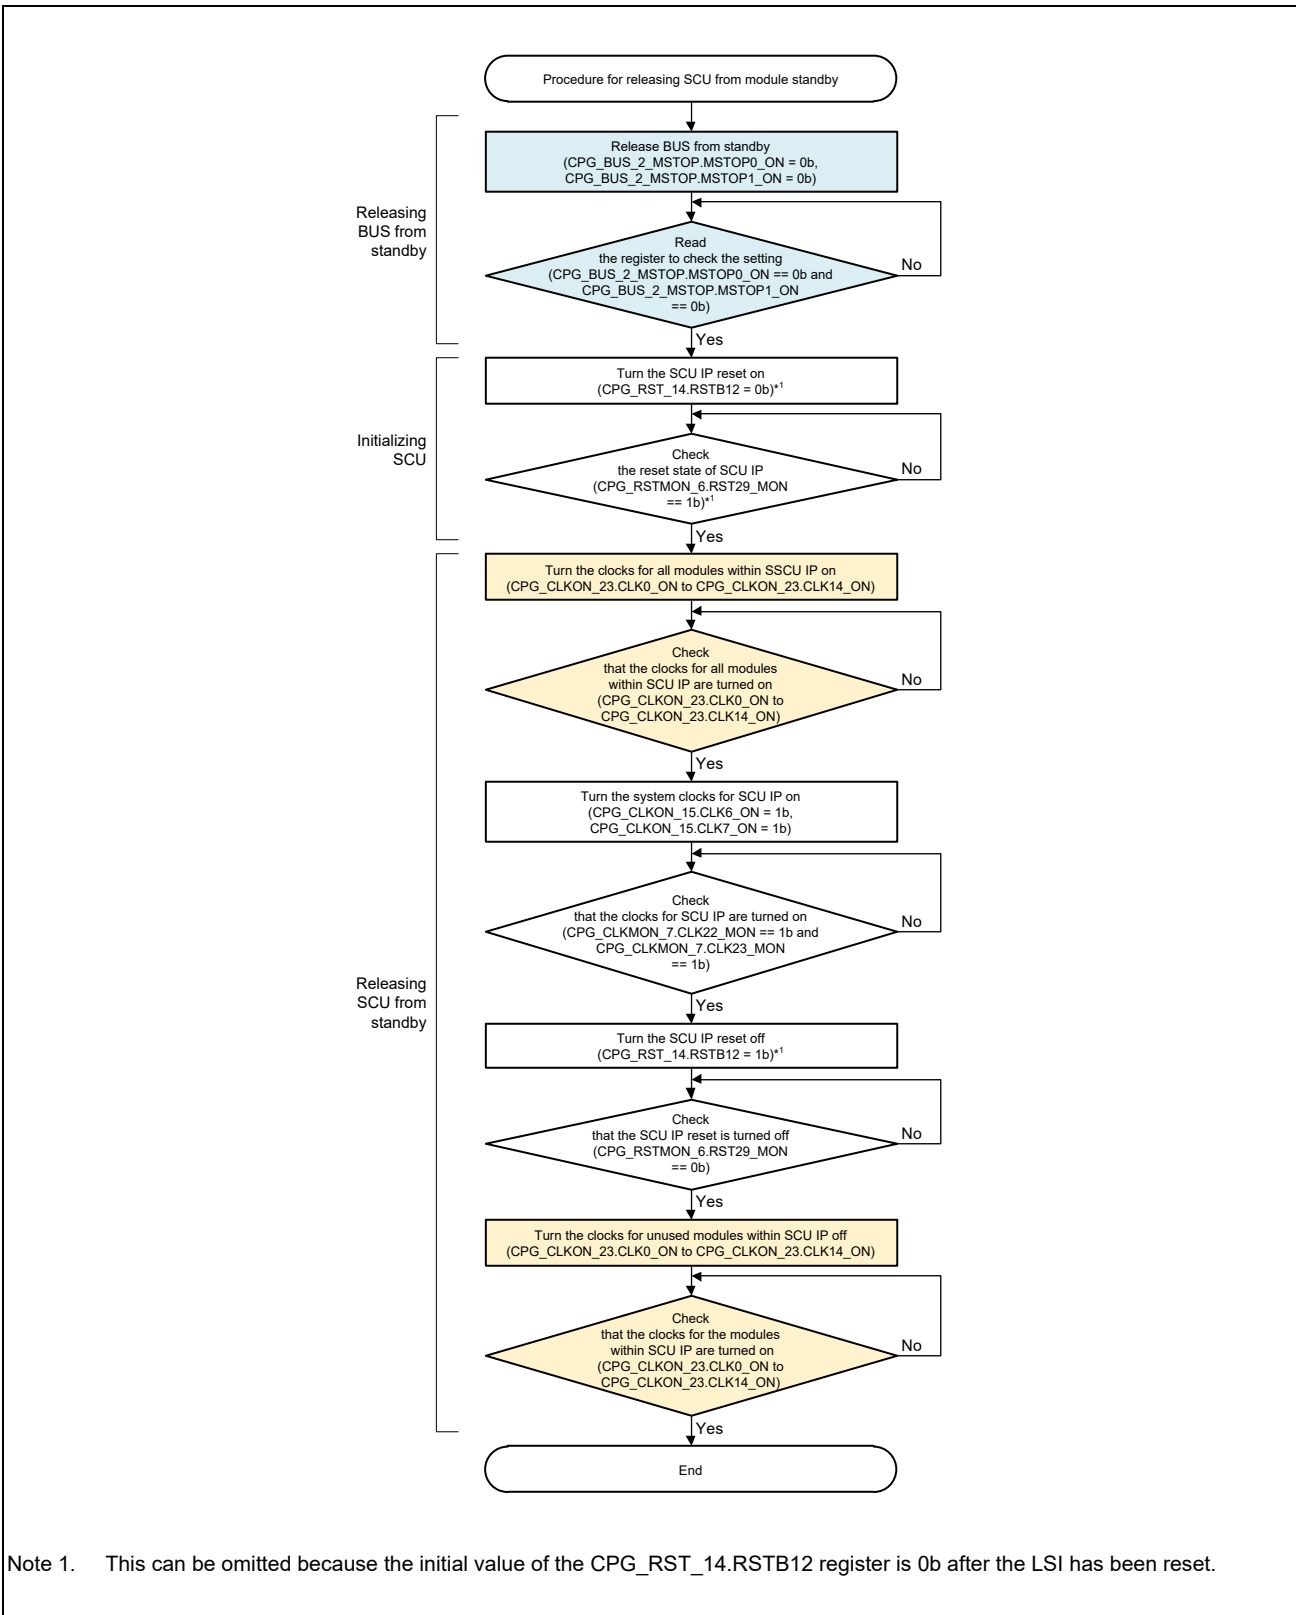 Procedure for releasing SCU from module standby
Releasing
BUS from
standby
Release BUS from standby
(CPG_BUS_2_MSTOP.MSTOP0_ON = 0b,
CPG_BUS_2_MSTOP.MSTOP1_ON = 0b)
Read
the register to check the setting
(CPG_BUS_2_MSTOP.MSTOP0_ON == 0b and
CPG_BUS_2_MSTOP.MSTOP1_ON
== 0b)
No
Yes
Initializing
SCU
Turn the SCU IP reset on
(CPG_RST_14.RSTB12 = 0b)*1
Check
the reset state of SCU IP
(CPG_RSTMON_6.RST29_MON
== 1b)*1
No
Yes
Releasing
SCU from
standby
Turn the clocks for all modules within SSCU IP on
(CPG_CLKON_23.CLK0_ON to CPG_CLKON_23.CLK14_ON)
Check
that the clocks for all modules
within SCU IP are turned on
(CPG_CLKON_23.CLK0_ON to
CPG_CLKON_23.CLK14_ON)
No
Yes
Turn the system clocks for SCU IP on
(CPG_CLKON_15.CLK6_ON = 1b,
CPG_CLKON_15.CLK7_ON = 1b)
Check
that the clocks for SCU IP are turned on
(CPG_CLKMON_7.CLK22_MON == 1b and
CPG_CLKMON_7.CLK23_MON
== 1b)
No
Yes
Turn the SCU IP reset off
(CPG_RST_14.RSTB12 = 1b)*1
Check
that the SCU IP reset is turned off
(CPG_RSTMON_6.RST29_MON
== 0b)
No
Yes
Turn the clocks for unused modules within SCU IP off
(CPG_CLKON_23.CLK0_ON to CPG_CLKON_23.CLK14_ON)
Check
that the clocks for the modules
within SCU IP are turned on
(CPG_CLKON_23.CLK0_ON to
CPG_CLKON_23.CLK14_ON)
No
Yes
End
Note 1. This can be omitted because the initial value of the CPG_RST_14.RSTB12 register is 0b after the LSI has been reset.